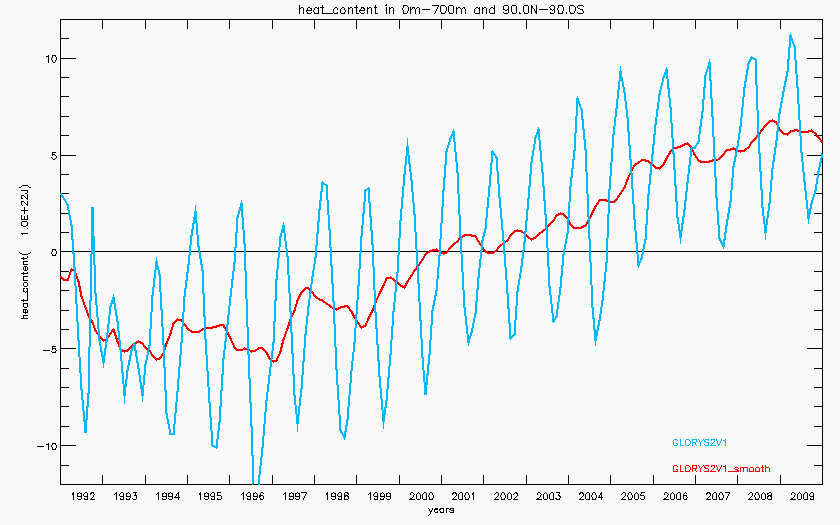 heat_content in 0m-700m and 90.0N-90.0S
heat_content( 1.0E+22J)
10
5
0
-5
-10
GLORYS2V1
GLORYS2V1_smooth
1992 1993 1994 1995 1996 1997 1998 1999 2000 2001 2002 2003 2004 2005 2006 2007 2008 2009
years